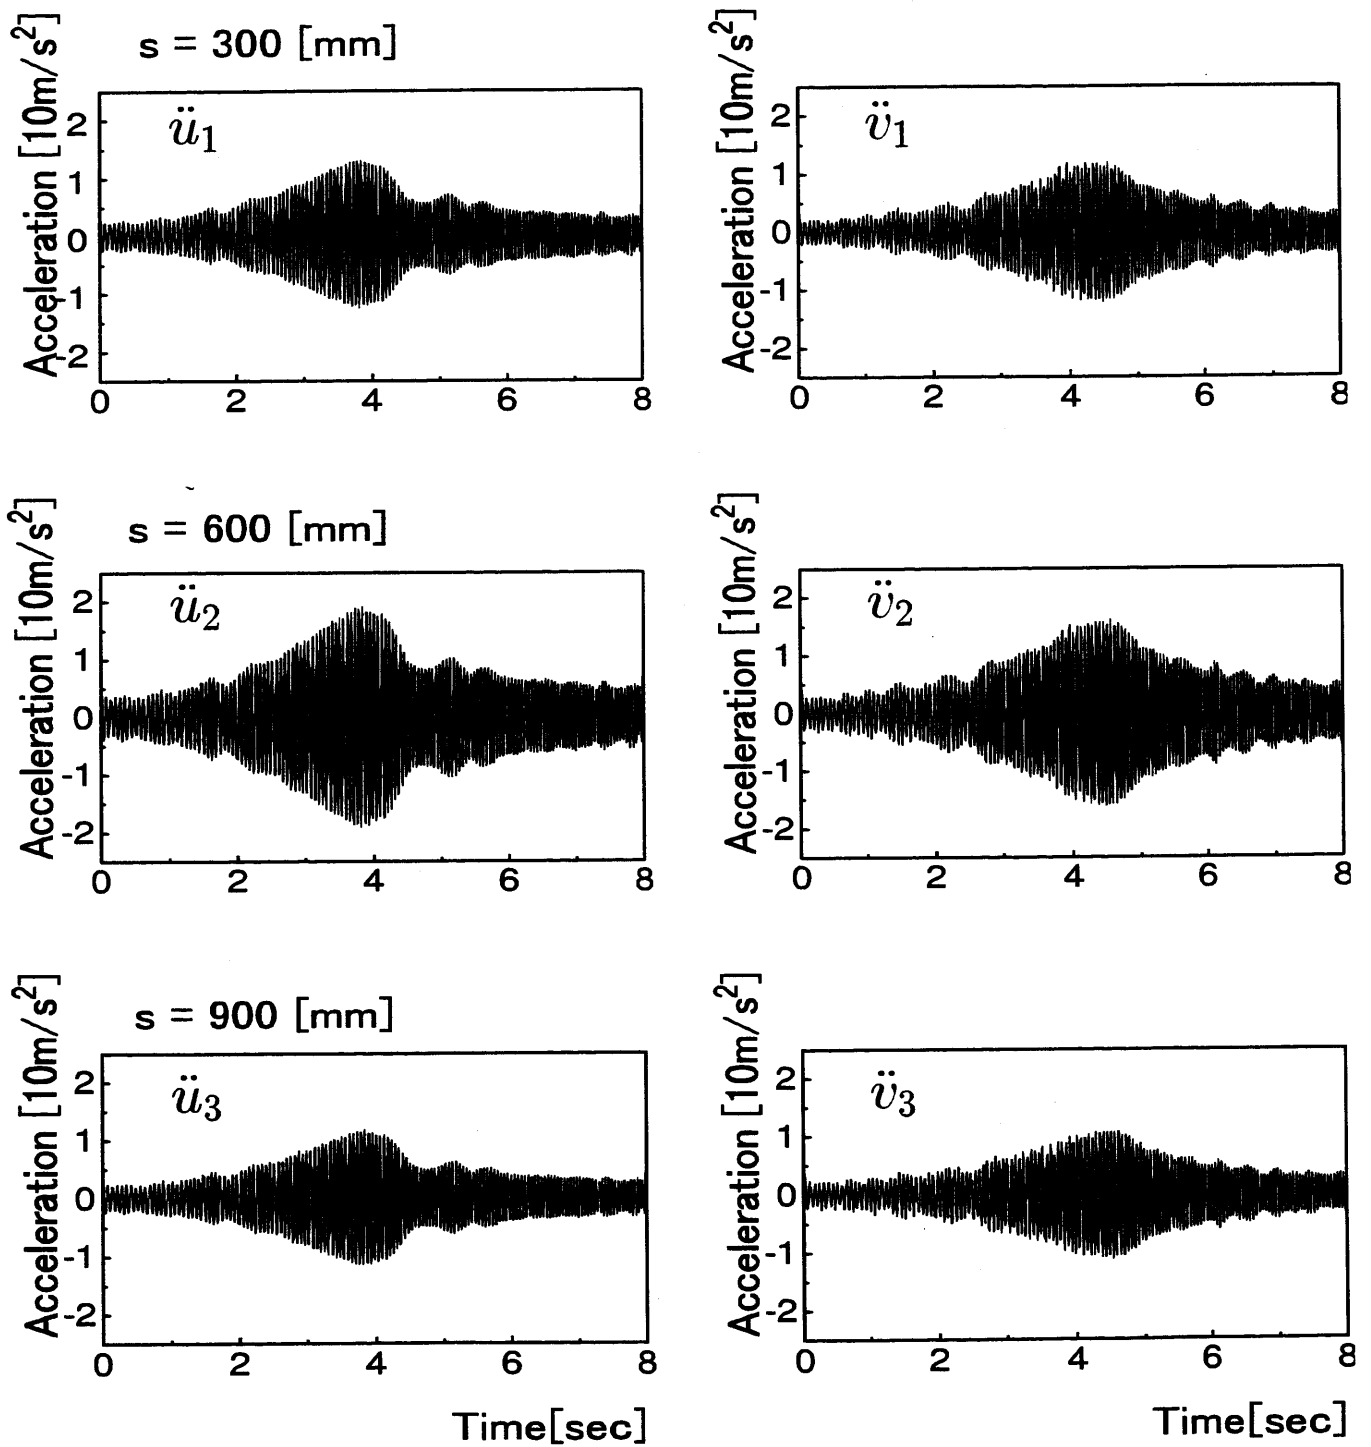 s = 300 [mm]
Acceleration [10m/s²]
2
1
0
-1
-2
ü₁
0 2 4 6 8
Acceleration [10m/s²]
2
1
0
-1
-2
v̈₁
0 2 4 6 8
s = 600 [mm]
Acceleration [10m/s²]
2
1
0
-1
-2
ü₂
0 2 4 6 8
Acceleration [10m/s²]
2
1
0
-1
-2
v̈₂
0 2 4 6 8
s = 900 [mm]
Acceleration [10m/s²]
2
1
0
-1
-2
ü₃
0 2 4 6 8
Acceleration [10m/s²]
2
1
0
-1
-2
v̈₃
0 2 4 6 8
Time[sec]
Time[sec]